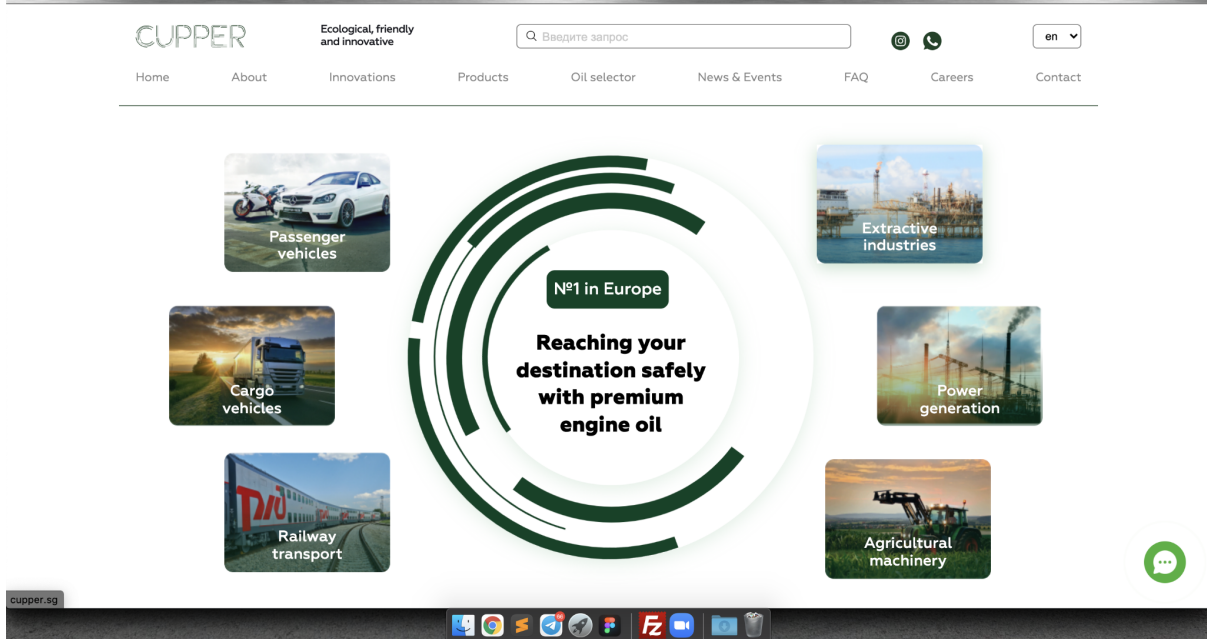 CUPPER
Ecological, friendly
and innovative
Введите запрос
en
Home
About
Innovations
Products
Oil selector
News & Events
FAQ
Careers
Contact
Passenger
vehicles
Extractive
industries
№1 in Europe
Reaching your
destination safely
with premium
engine oil
Cargo
vehicles
Power
generation
Railway
transport
Agricultural
machinery
cupper.sg
Fz